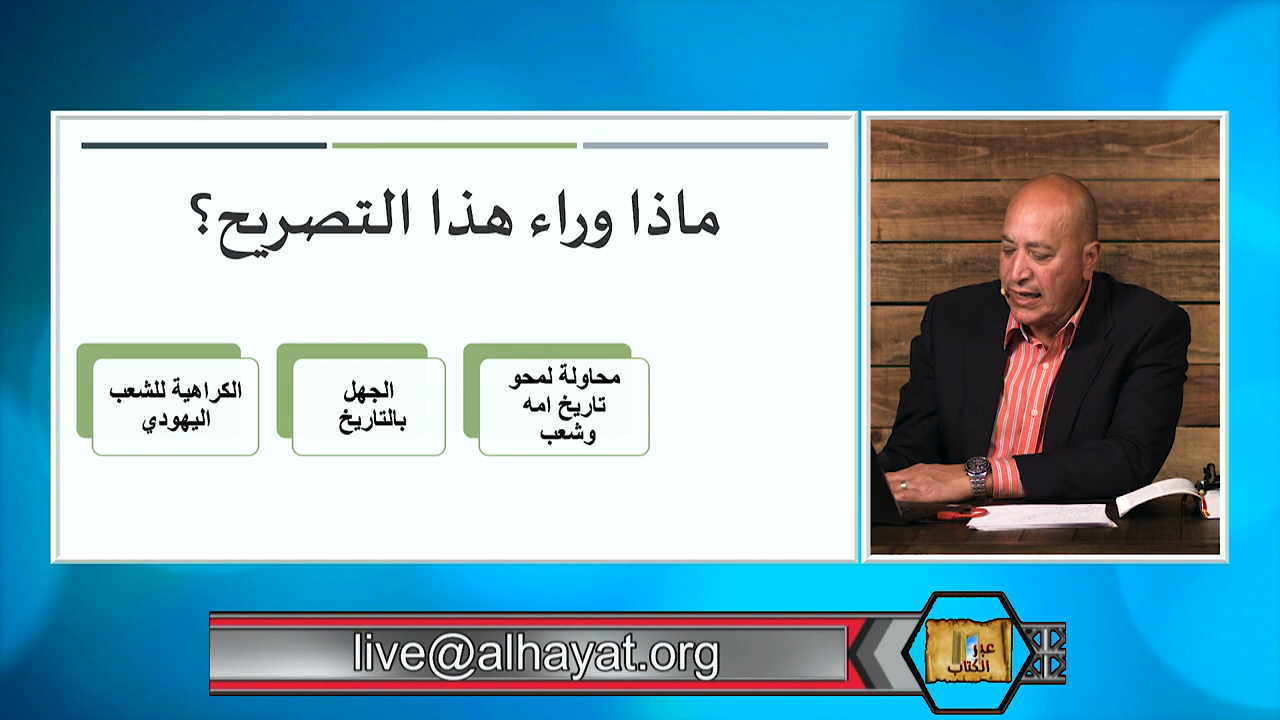 ماذا وراء هذا التصريح؟
محاولة لمحو
تاريخ امه
وشعب
الجهل
بالتاريخ
الكراهية للشعب
اليهودي
live@alhayat.org
عبر
الكتاب